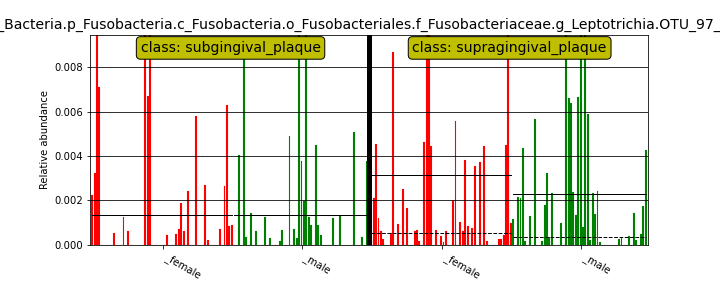 _Bacteria.p_Fusobacteria.c_Fusobacteria.o_Fusobacteriales.f_Fusobacteriaceae.g_Leptotrichia.OTU_97_
class: subgingival_plaque
class: supragingival_plaque
Relative abundance
0.008
0.006
0.004
0.002
0.000
_female
_male
_female
_male